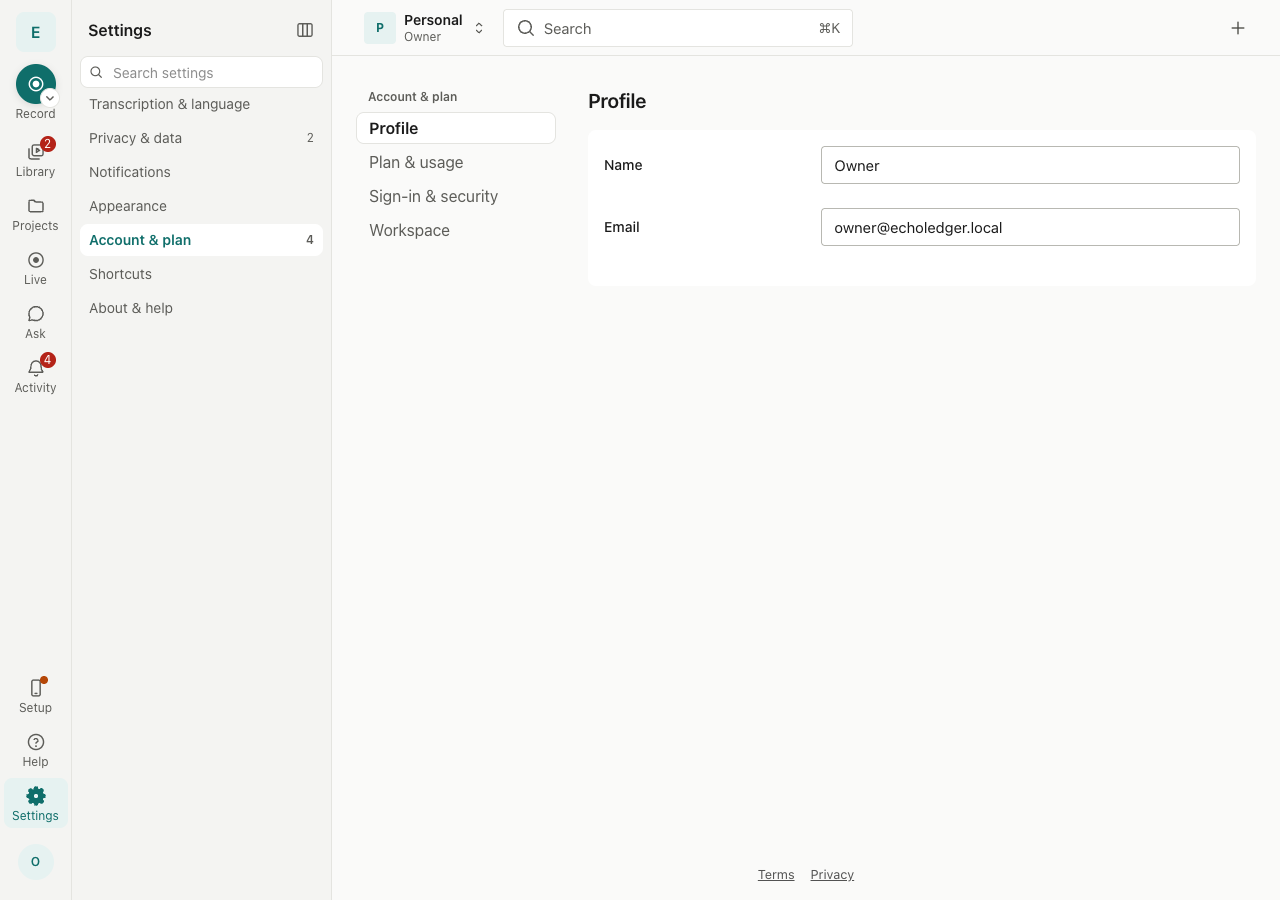 E
Record
2
Library
Projects
Live
Ask
4
Activity
Setup
Help
Settings
O
Settings
Search settings
Transcription & language
Privacy & data 2
Notifications
Appearance
Account & plan 4
Shortcuts
About & help
P
Personal
Owner
Search ⌘K
Account & plan
Profile
Plan & usage
Sign-in & security
Workspace
Profile
Name Owner
Email owner@echoledger.local
Terms Privacy